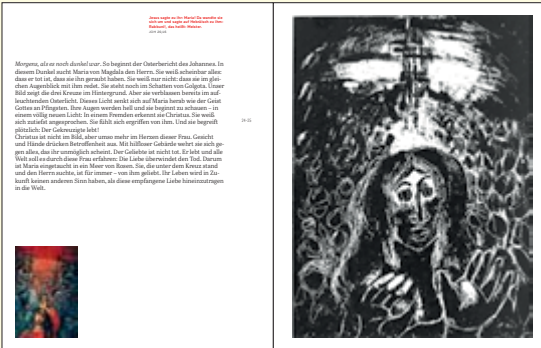 Jesus sagte zu ihr: Maria! Da wandte sie
sich um und sagte auf Hebräisch zu ihm:
Rabbuni!, das heißt: Meister.
Joh 20,16
Morgens, als es noch dunkel war. So beginnt der Osterbericht des Johannes. In
diesem Dunkel sucht Maria von Magdala den Herrn. Sie weiß scheinbar alles:
dass er tot ist, dass sie ihn geraubt haben. Sie weiß nur nicht: dass sie im glei-
chen Augenblick mit ihm redet. Sie steht noch im Schatten von Golgota. Unser
Bild zeigt die drei Kreuze im Hintergrund. Aber sie verblassen bereits im auf-
leuchtenden Osterlicht. Dieses Licht senkt sich auf Maria herab wie der Geist
Gottes an Pfingsten. Ihre Augen werden hell und sie beginnt zu schauen – in
einem völlig neuen Licht: In einem Fremden erkennt sie Christus. Sie weiß
sich zutiefst angesprochen. Sie fühlt sich ergriffen von ihm. Und sie begreift
plötzlich: Der Gekreuzigte lebt!
Christus ist nicht im Bild, aber umso mehr im Herzen dieser Frau. Gesicht
und Hände drücken Betroffenheit aus. Mit hilfloser Gebärde wehrt sie sich ge-
gen alles, das ihr unmöglich scheint. Der Geliebte ist nicht tot. Er lebt und alle
Welt soll es durch diese Frau erfahren: Die Liebe überwindet den Tod. Darum
ist Maria eingetaucht in ein Meer von Rosen. Sie, die unter dem Kreuz stand
und den Herrn suchte, ist für immer – von ihm geliebt. Ihr Leben wird in Zu-
kunft keinen anderen Sinn haben, als diese empfangene Liebe hineinzutragen
in die Welt.